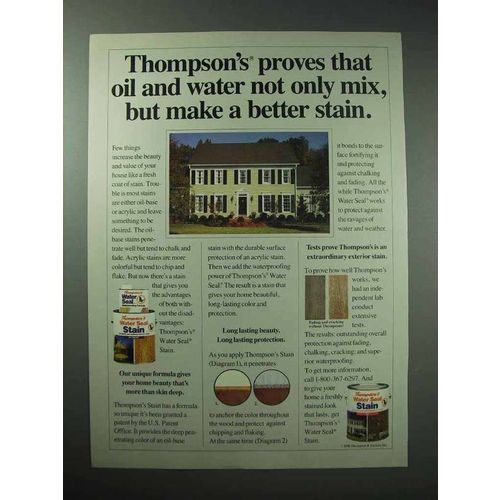 Thompson's® proves that
oil and water not only mix,
but make a better stain.
Few things
increase the beauty
and value of your
house like a fresh
coat of stain. Trou-
ble is most stains
are either oil-base
or acrylic and leave
something to be
desired. The oil-
base stains pene-
trate well but tend to chalk and
fade. Acrylic stains are more
colorful but tend to chip and
flake. But now there's a stain
that gives you
the advantages
of both with-
out the disad-
vantages:
Thompson's®
Water Seal®
Stain.
Thompson's
Water Seal
Stain
Our unique formula gives
your home beauty that's
more than skin deep.
Thompson's Stain has a formula
so unique it's been granted a
patent by the U.S. Patent
Office. It provides the deep pen-
etrating color of an oil-base
stain with the durable surface
protection of an acrylic stain.
Then we add the waterproofing
power of Thompson's® Water
Seal.® The result is a stain that
gives your home beautiful,
long-lasting color and
protection.
Long lasting beauty.
Long lasting protection.
As you apply Thompson's Stain
(Diagram 1), it penetrates
to anchor the color throughout
the wood and protect against
chipping and flaking.
At the same time (Diagram 2)
it bonds to the sur-
face fortifying it
and protecting
against chalking
and fading. All the
while Thompson's®
Water Seal® works
to protect against
the ravages of
water and weather.
Tests prove Thompson's is an
extraordinary exterior stain.
To prove how well Thompson's
works, we
had an inde-
pendent lab
conduct
extensive
tests.
Fading and cracking
without Thompson's
The results: outstanding overall
protection against fading,
chalking, cracking; and supe-
rior waterproofing.
To get more information,
call 1-800-367-6297. And
to give your
home a freshly
stained look
that lasts, get
Thompson's®
Water Seal®
Stain.
Thompson's
Water Seal
Stain